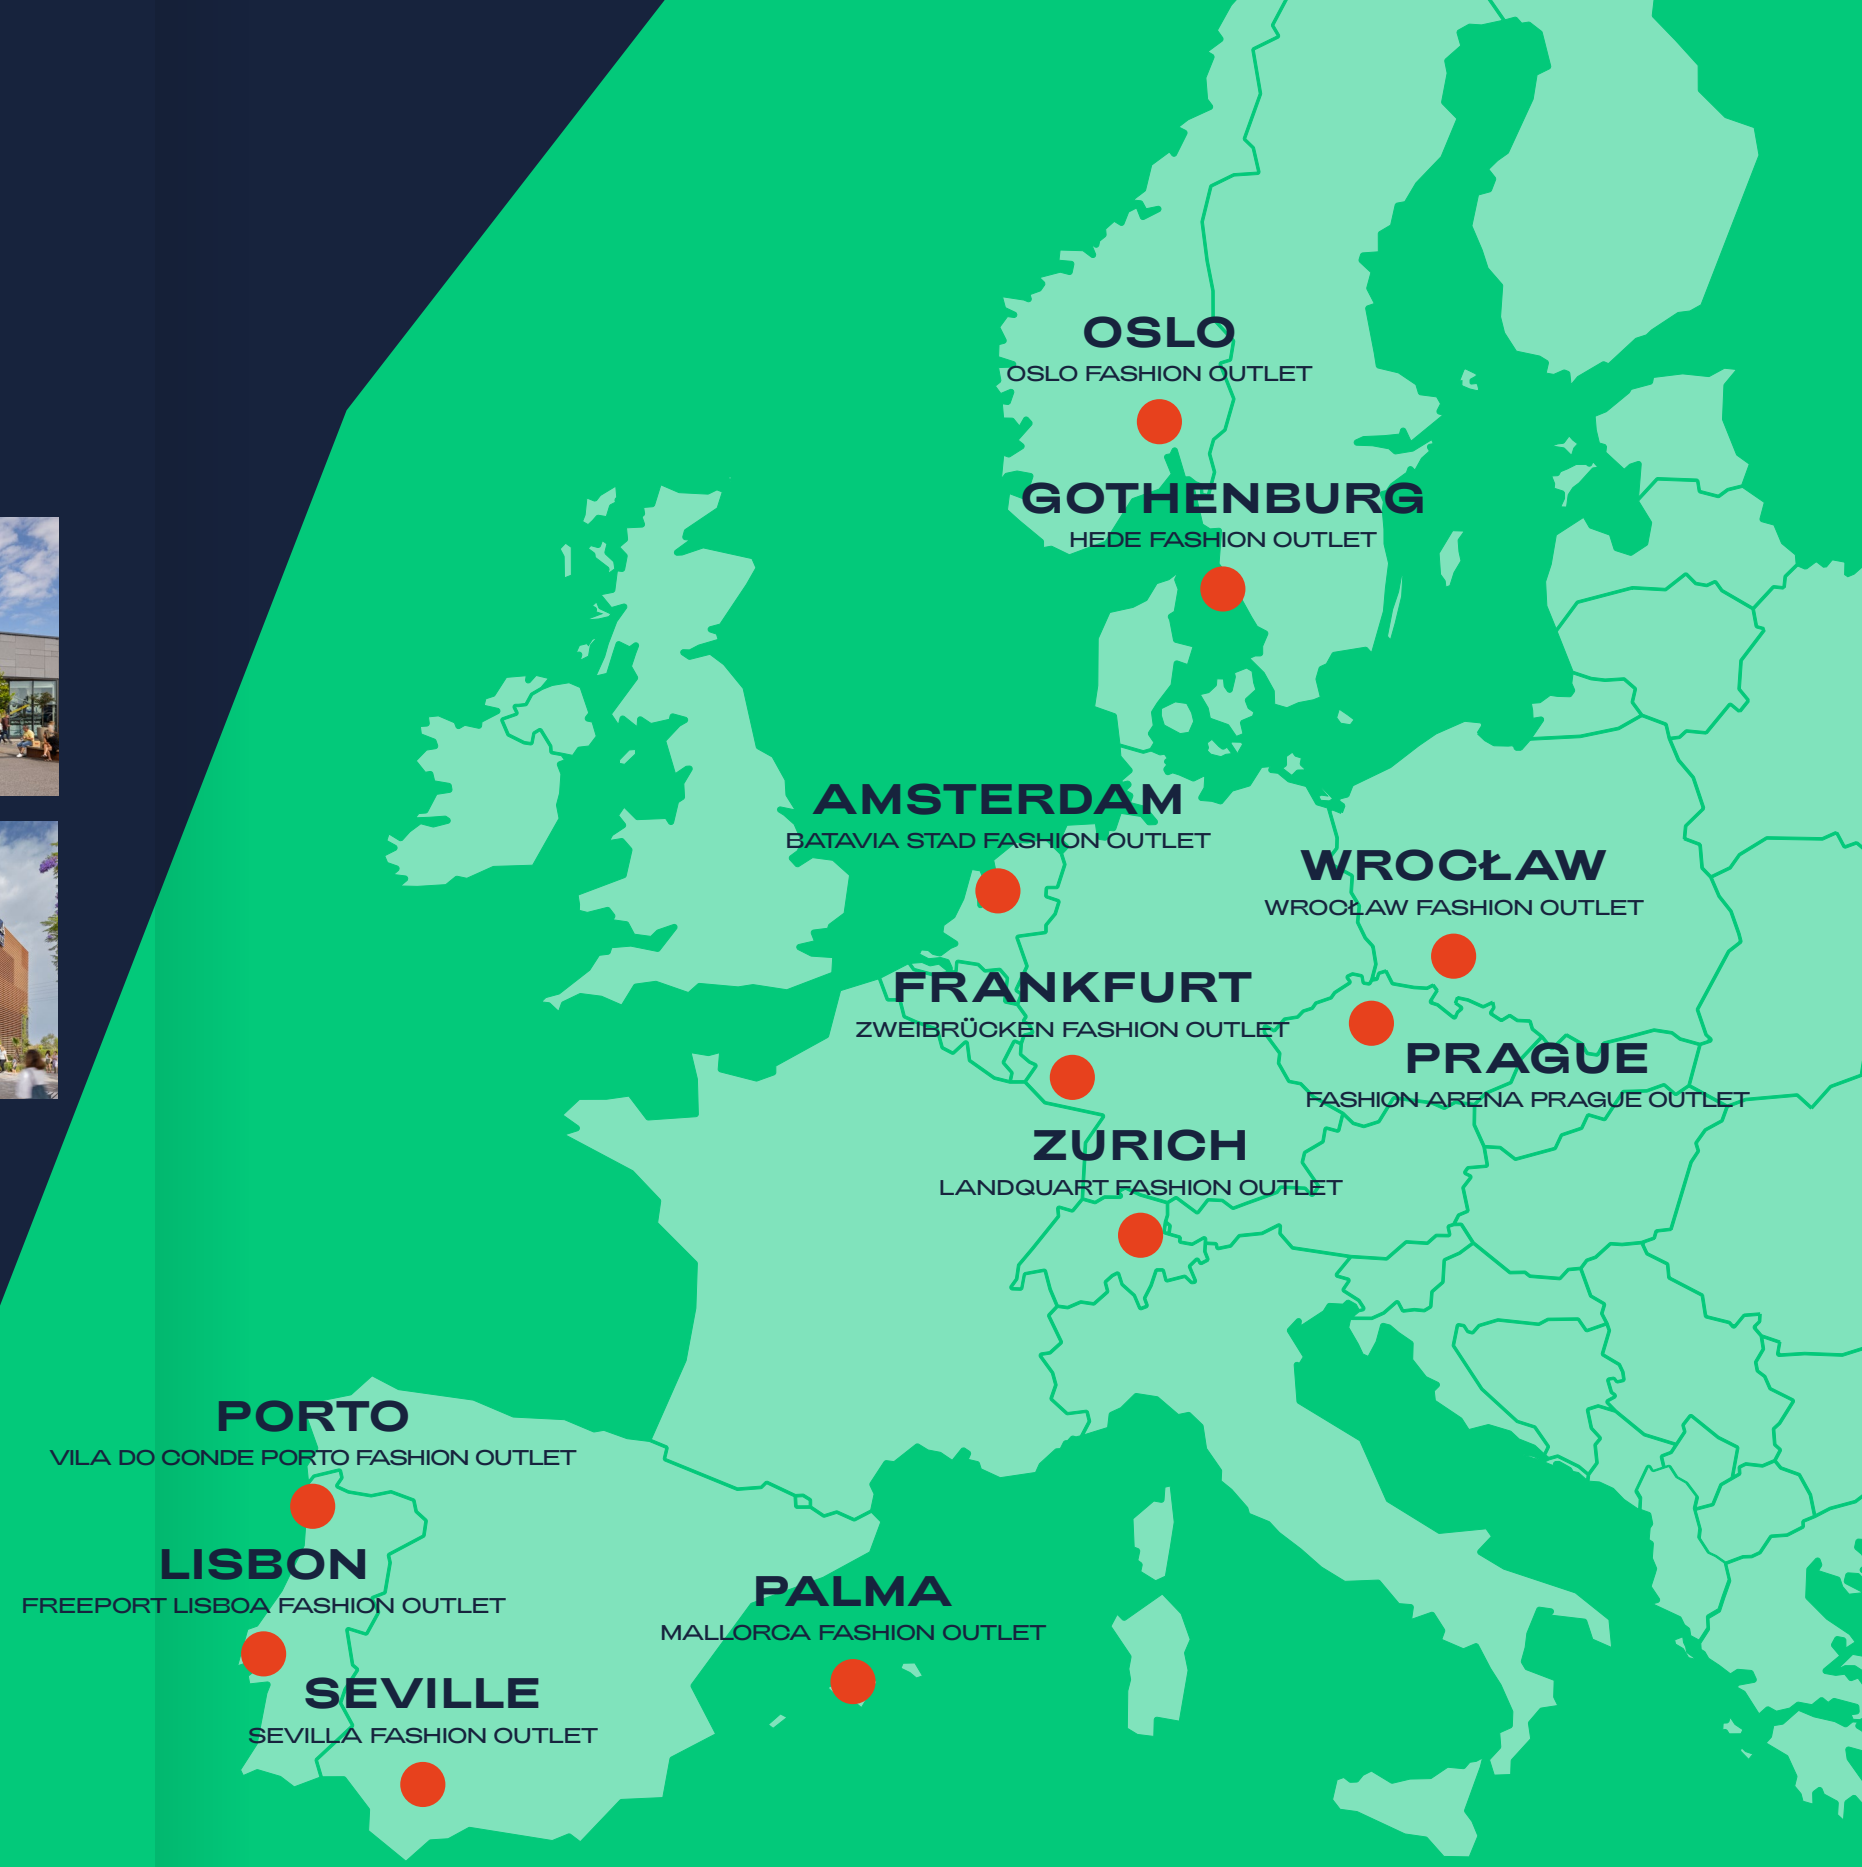 OSLO
OSLO FASHION OUTLET
GOTHENBURG
HEDE FASHION OUTLET
AMSTERDAM
BATAVIA STAD FASHION OUTLET
WROCŁAW
WROCŁAW FASHION OUTLET
FRANKFURT
ZWEIBRÜCKEN FASHION OUTLET
PRAGUE
FASHION ARENA PRAGUE OUTLET
ZURICH
LANDQUART FASHION OUTLET
PORTO
VILA DO CONDE PORTO FASHION OUTLET
LISBON
FREEPORT LISBOA FASHION OUTLET
PALMA
MALLORCA FASHION OUTLET
SEVILLE
SEVILLA FASHION OUTLET